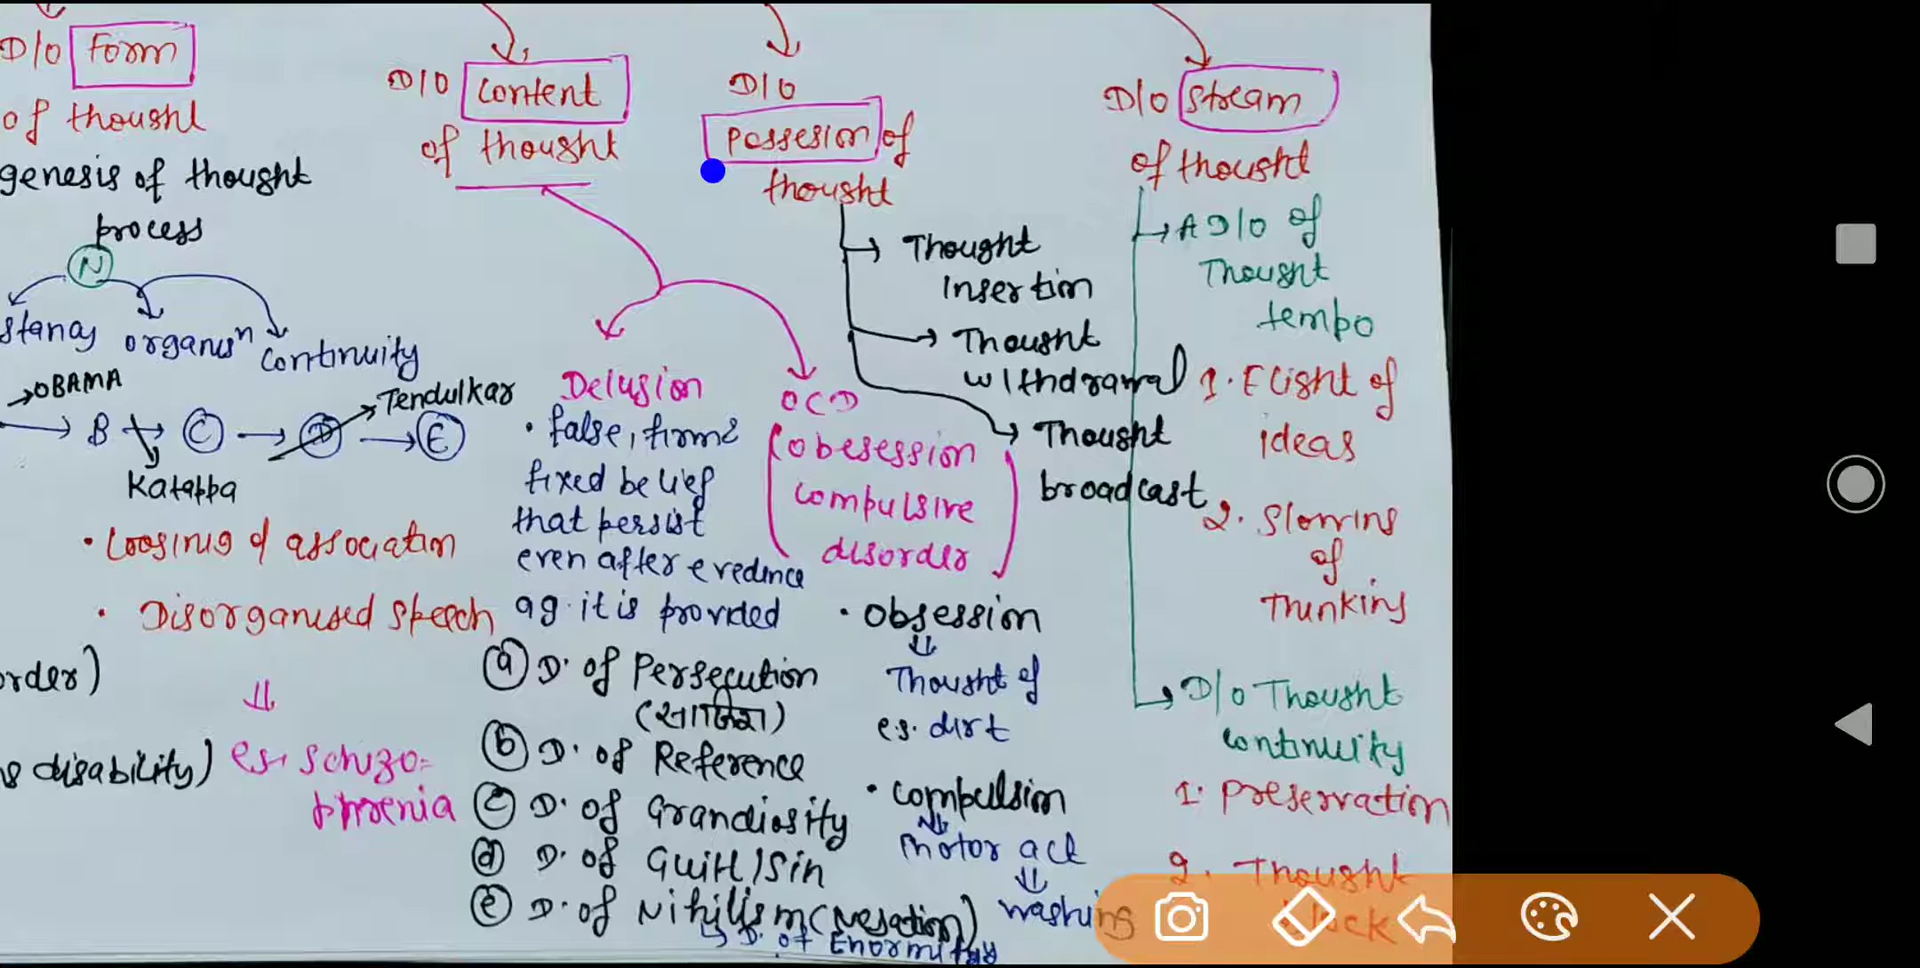 D/O Form
of thought
genesis of thought
process
N
stancy organisn continuity
→OBAMA
Tendulkar
→ B → C → D → E
Katappa
• Loosinig of association
• Disorganised speech
order)
⇓
disability) eg. schizo-
phrenia
D/O content
of thought
Delusion
• false, firm &
fixed belief
that persist
even after evedince
ag. it is provided
(a) D. of Persecution
(साजिश)
(b) D. of Reference
(c) D. of Grandiosity
(d) D. of Guilt/Sin
(e) D. of Nihilism (Negation)
↳ D. of Enormity
OCD
(obesession
compulsive
disorder)
• Obsession
⇓
Thought of
e.g. dirt
• compulsion
⇓
motor act
⇓
washing
D/O
possesion of
thought
→ Thought
insertion
→ Thought
withdrawal
→ Thought
broadcast
D/O stream
of thought
→ A D/O of
Thought
tempo
1. Flight of
ideas
2. Slowing
of
Thinking
→ D/O Thought
continuity
1. preservation
2. Thought